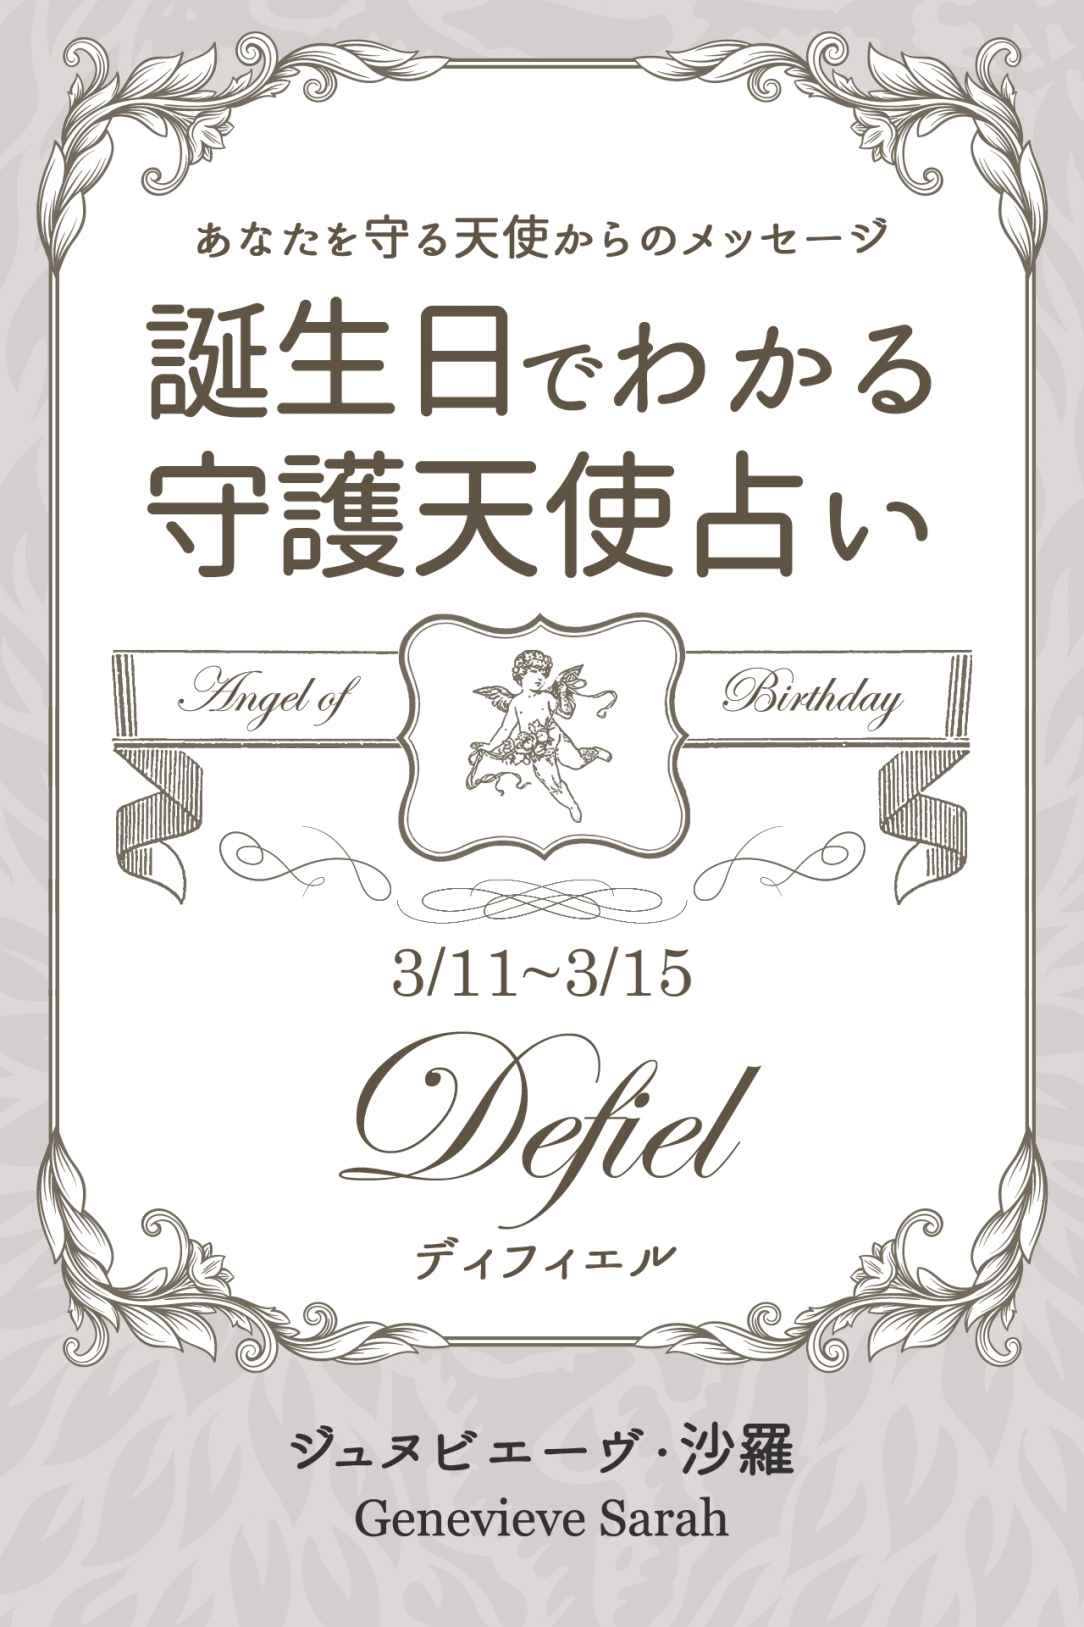 あなたを守る天使からのメッセージ
誕生日でわかる
守護天使占い
Angel of Birthday
3/11~3/15
Defiel
ディフィエル
ジュヌビエーヴ・沙羅
Genevieve Sarah